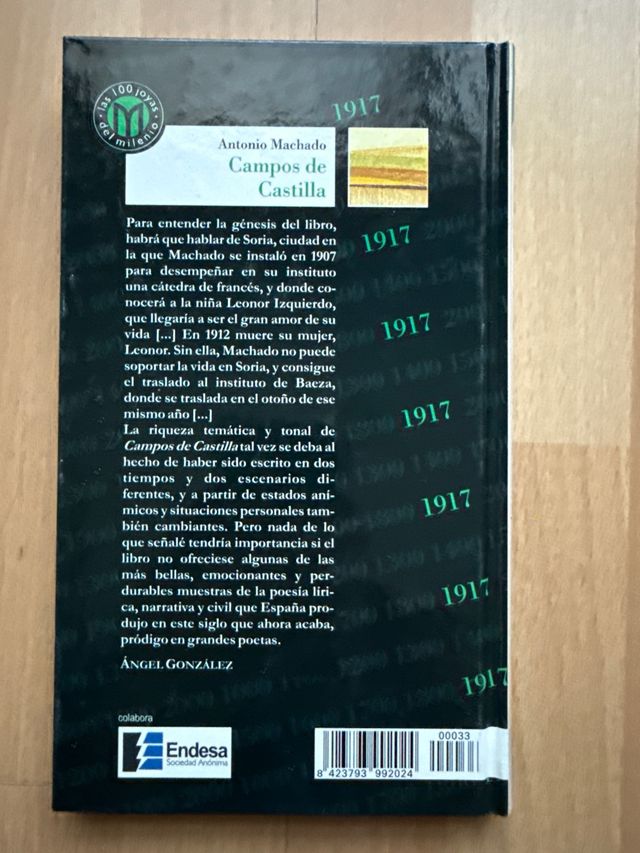 las 100 joyas
M
del milenio
1917
Antonio Machado
Campos de
Castilla
Para entender la génesis del libro,
habrá que hablar de Soria, ciudad en
la que Machado se instaló en 1907
para desempeñar en su instituto
una cátedra de francés, y donde co-
nocerá a la niña Leonor Izquierdo,
que llegaría a ser el gran amor de su
vida [...] En 1912 muere su mujer,
Leonor. Sin ella, Machado no puede
soportar la vida en Soria, y consigue
el traslado al instituto de Baeza,
donde se traslada en el otoño de ese
mismo año [...]
La riqueza temática y tonal de
Campos de Castilla tal vez se deba al
hecho de haber sido escrito en dos
tiempos y dos escenarios di-
ferentes, y a partir de estados aní-
micos y situaciones personales tam-
bién cambiantes. Pero nada de lo
que señalé tendría importancia si el
libro no ofreciese algunas de las
más bellas, emocionantes y per-
durables muestras de la poesía líri-
ca, narrativa y civil que España pro-
dujo en este siglo que ahora acaba,
pródigo en grandes poetas.
ÁNGEL GONZÁLEZ
1917
1917
1917
1917
1917
1917
colabora
Endesa
Sociedad Anónima
00033
8 423793 992024